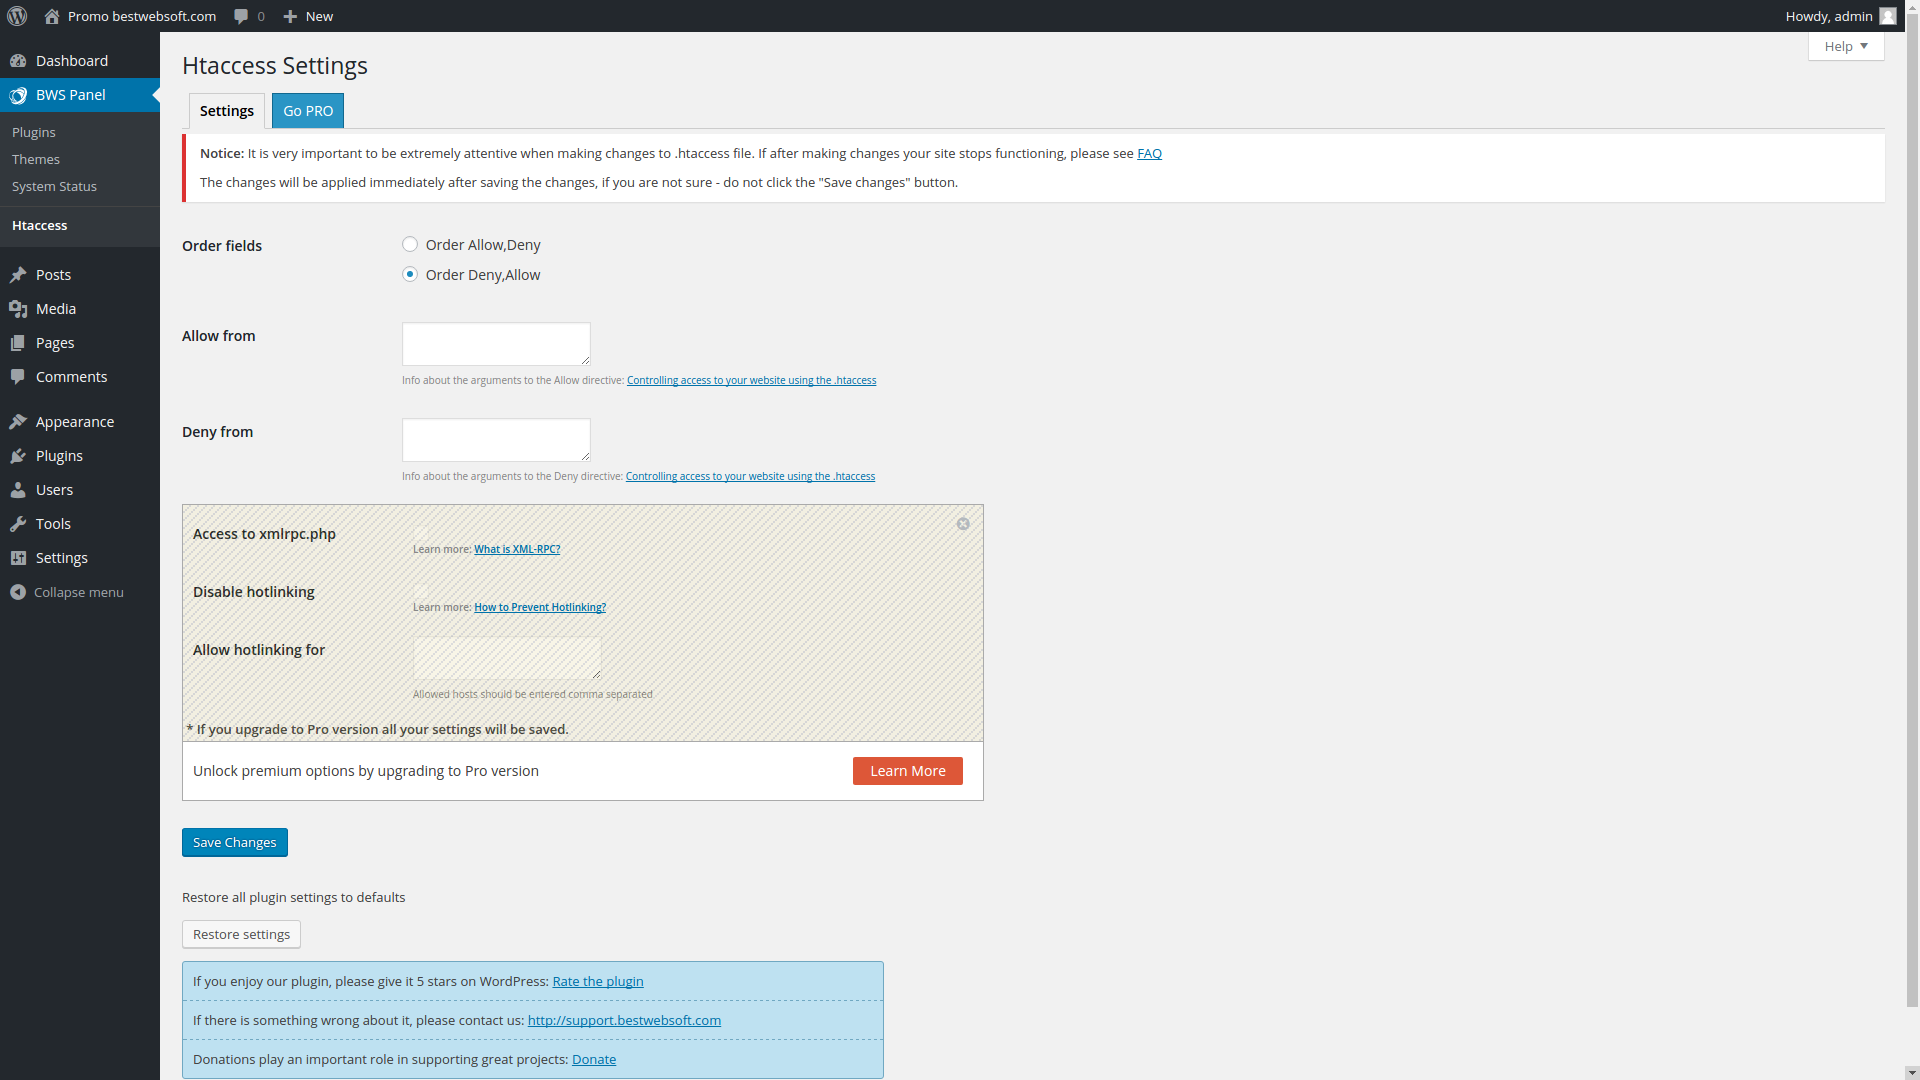 Promo bestwebsoft.com
0
New
Howdy, admin
Help
Dashboard
BWS Panel
Plugins
Themes
System Status
Htaccess
Posts
Media
Pages
Comments
Appearance
Plugins
Users
Tools
Settings
Collapse menu
Htaccess Settings
Settings
Go PRO
Notice: It is very important to be extremely attentive when making changes to .htaccess file. If after making changes your site stops functioning, please see FAQ
The changes will be applied immediately after saving the changes, if you are not sure - do not click the "Save changes" button.
Order fields
Order Allow,Deny
Order Deny,Allow
Allow from
Info about the arguments to the Allow directive: Controlling access to your website using the .htaccess
Deny from
Info about the arguments to the Deny directive: Controlling access to your website using the .htaccess
Access to xmlrpc.php
Learn more: What is XML-RPC?
Disable hotlinking
Learn more: How to Prevent Hotlinking?
Allow hotlinking for
Allowed hosts should be entered comma separated
* If you upgrade to Pro version all your settings will be saved.
Unlock premium options by upgrading to Pro version
Learn More
Save Changes
Restore all plugin settings to defaults
Restore settings
If you enjoy our plugin, please give it 5 stars on WordPress: Rate the plugin
If there is something wrong about it, please contact us: http://support.bestwebsoft.com
Donations play an important role in supporting great projects: Donate